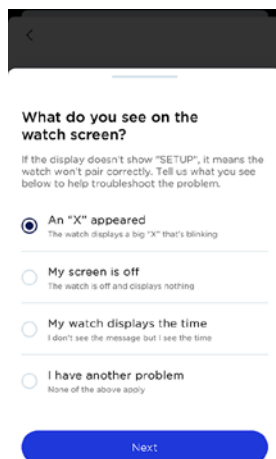 What do you see on the
watch screen?
If the display doesn't show "SETUP", it means the
watch won't pair correctly. Tell us what you see
below to help troubleshoot the problem.
An "X" appeared
The watch displays a big "X" that's blinking
My screen is off
The watch is off and displays nothing
My watch displays the time
I don't see the message but I see the time
I have another problem
None of the above apply
Next